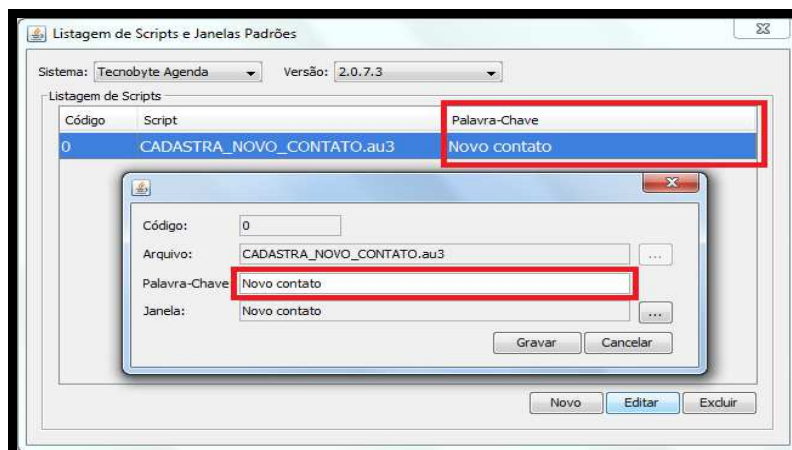 Listagem de Scripts e Janelas Padrões
Sistema: Tecnobyte Agenda Versão: 2.0.7.3
Listagem de Scripts
Código Script Palavra-Chave
0 CADASTRA_NOVO_CONTATO.au3 Novo contato
Código: 0
Arquivo: CADASTRA_NOVO_CONTATO.au3 ...
Palavra-Chave Novo contato
Janela: Novo contato ...
Gravar Cancelar
Novo Editar Excluir